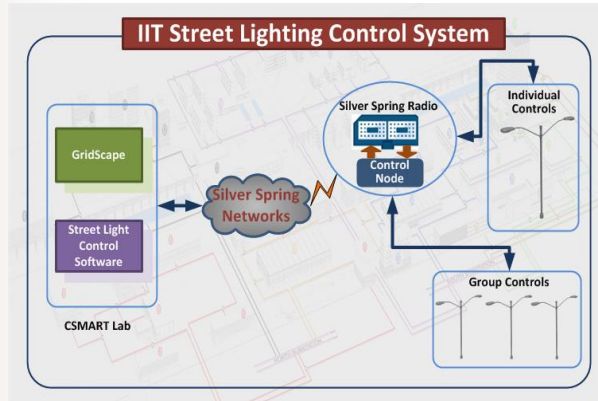 IIT Street Lighting Control System
GridScape
Street Light
Control
Software
CSMART Lab
Silver Spring
Networks
Silver Spring Radio
Control
Node
Individual
Controls
Group Controls